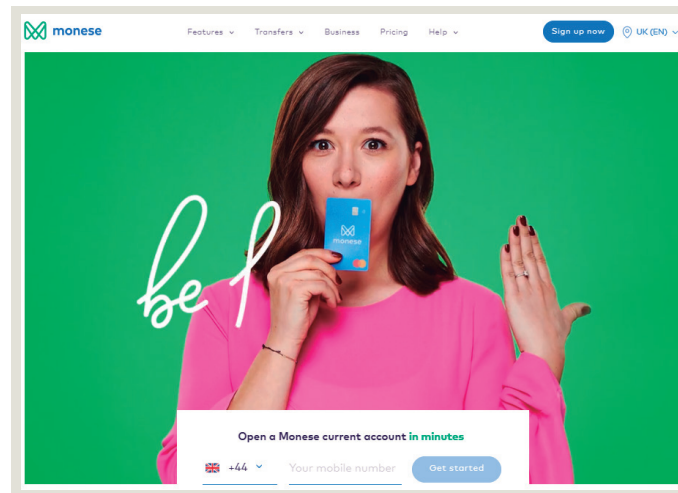 monese
Features Transfers Business Pricing Help Sign up now UK (EN)
monese
be
Open a Monese current account in minutes
+44 Your mobile number Get started